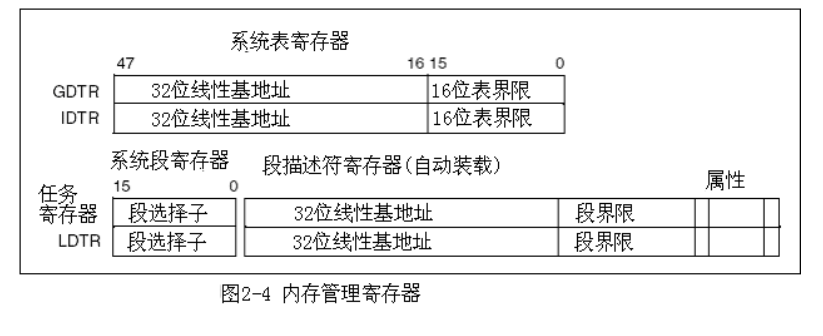 系统表寄存器
47 16 15 0
GDTR 32位线性基地址 16位表界限
IDTR 32位线性基地址 16位表界限
系统段寄存器 段描述符寄存器(自动装载) 属性
15 0
任务
寄存器 段选择子 32位线性基地址 段界限
LDTR 段选择子 32位线性基地址 段界限
图2-4 内存管理寄存器